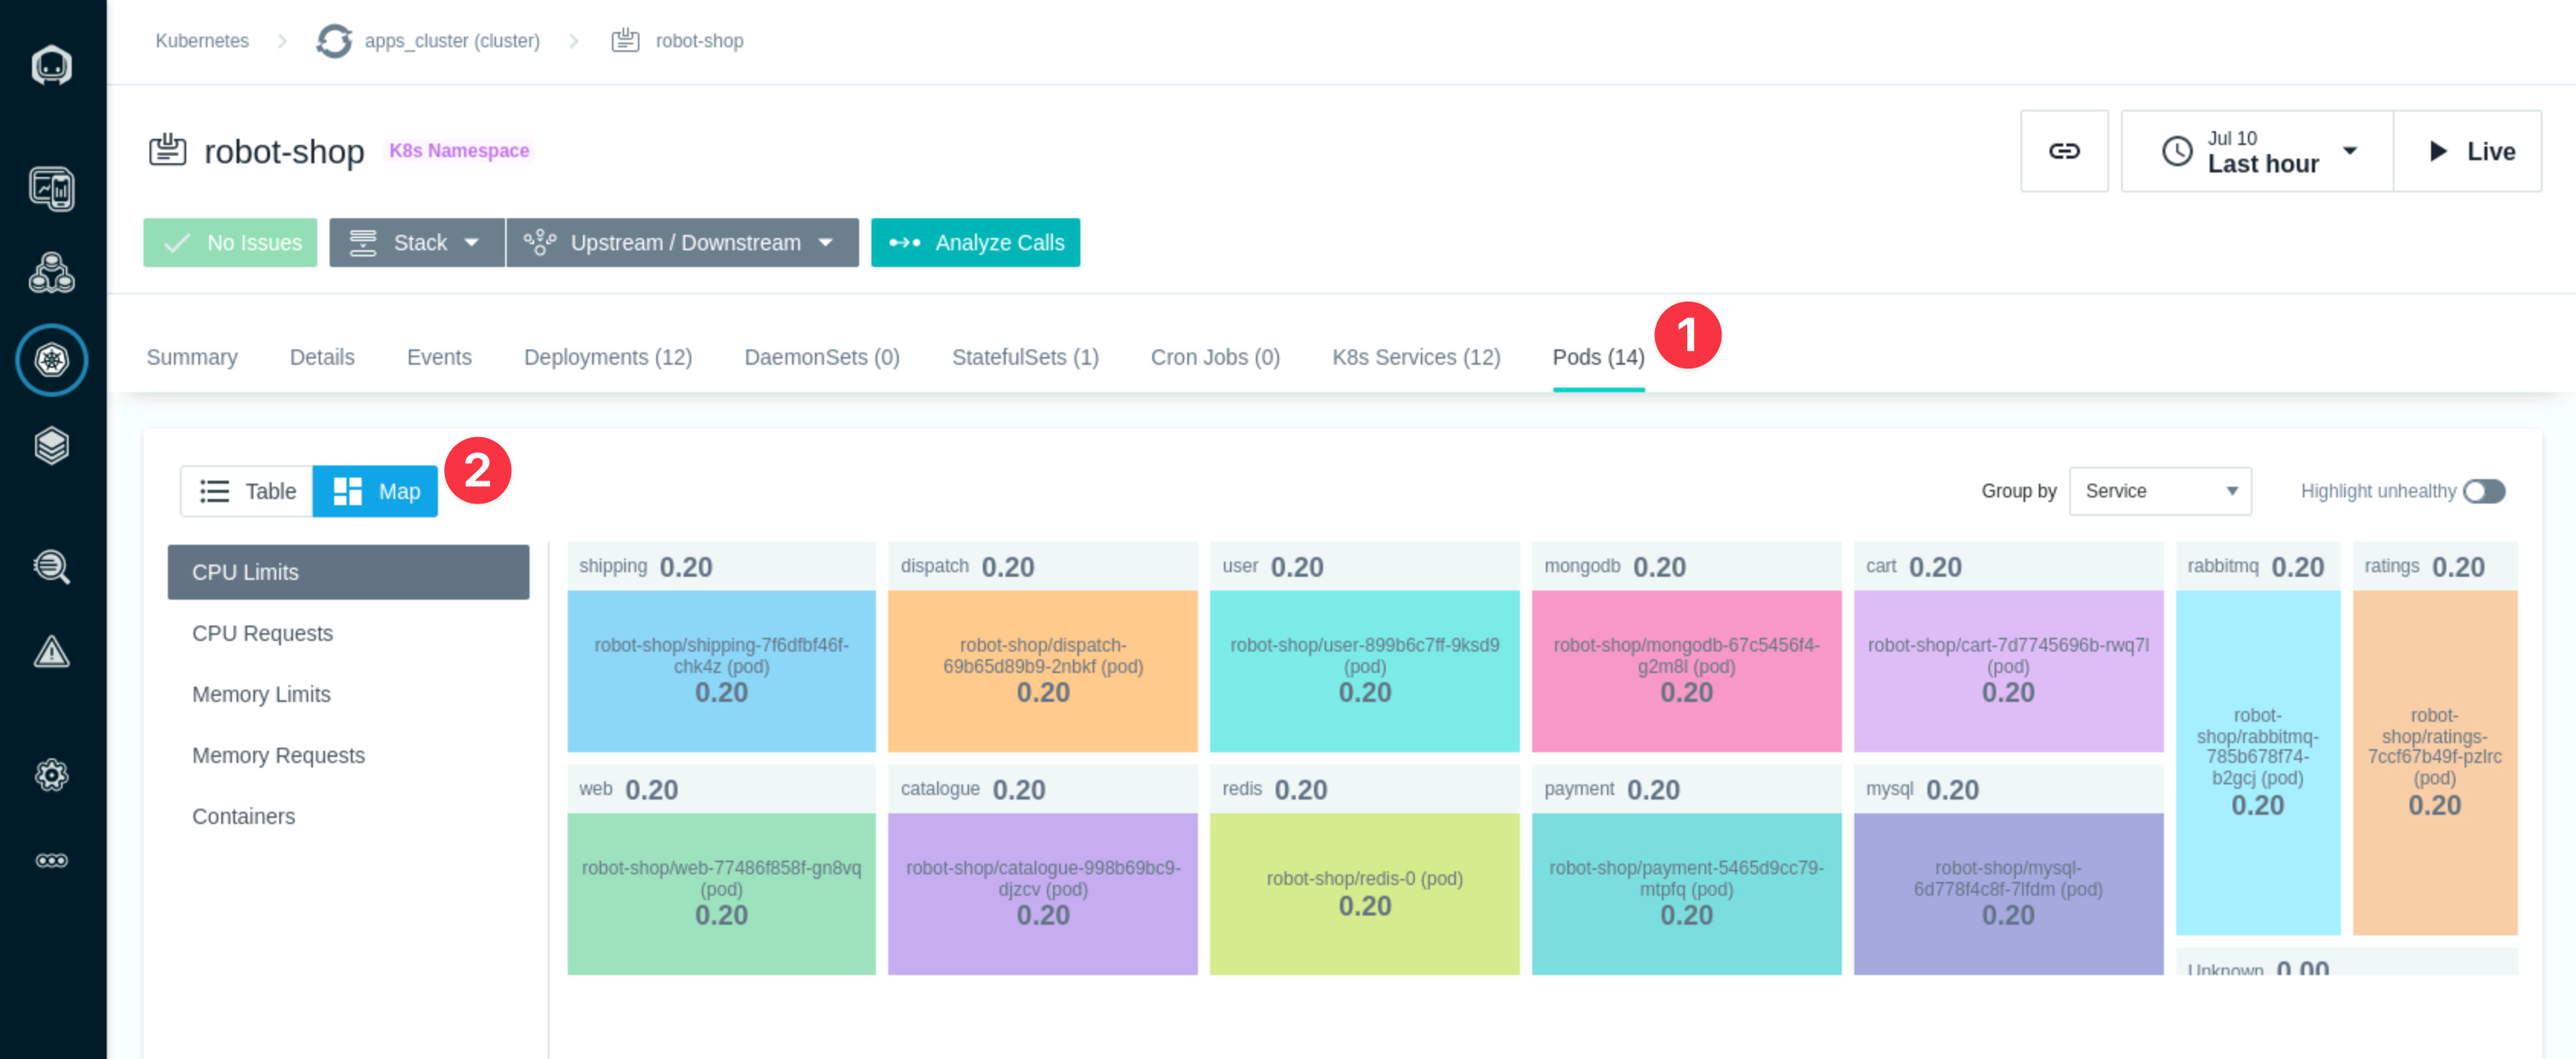 Kubernetes
apps_cluster (cluster)
robot-shop
robot-shop
K8s Namespace
Jul 10
Last hour
Live
No Issues
Stack
Upstream / Downstream
Analyze Calls
Summary
Details
Events
Deployments (12)
DaemonSets (0)
StatefulSets (1)
Cron Jobs (0)
K8s Services (12)
Pods (14)
1
Table
Map
2
Group by
Service
Highlight unhealthy
CPU Limits
CPU Requests
Memory Limits
Memory Requests
Containers
shipping 0.20
robot-shop/shipping-7f6dfbf46f-
chk4z (pod)
0.20
dispatch 0.20
robot-shop/dispatch-
69b65d89b9-2nbkf (pod)
0.20
user 0.20
robot-shop/user-899b6c7ff-9ksd9
(pod)
0.20
mongodb 0.20
robot-shop/mongodb-67c5456f4-
g2m8l (pod)
0.20
cart 0.20
robot-shop/cart-7d7745696b-rwq7l
(pod)
0.20
rabbitmq 0.20
robot-
shop/rabbitmq-
785b678f74-
b2gcj (pod)
0.20
ratings 0.20
robot-
shop/ratings-
7ccf67b49f-pzlrc
(pod)
0.20
web 0.20
robot-shop/web-77486f858f-gn8vq
(pod)
0.20
catalogue 0.20
robot-shop/catalogue-998b69bc9-
djzcv (pod)
0.20
redis 0.20
robot-shop/redis-0 (pod)
0.20
payment 0.20
robot-shop/payment-5465d9cc79-
mtpfq (pod)
0.20
mysql 0.20
robot-shop/mysql-
6d778f4c8f-7lfdm (pod)
0.20
Unknown 0.00